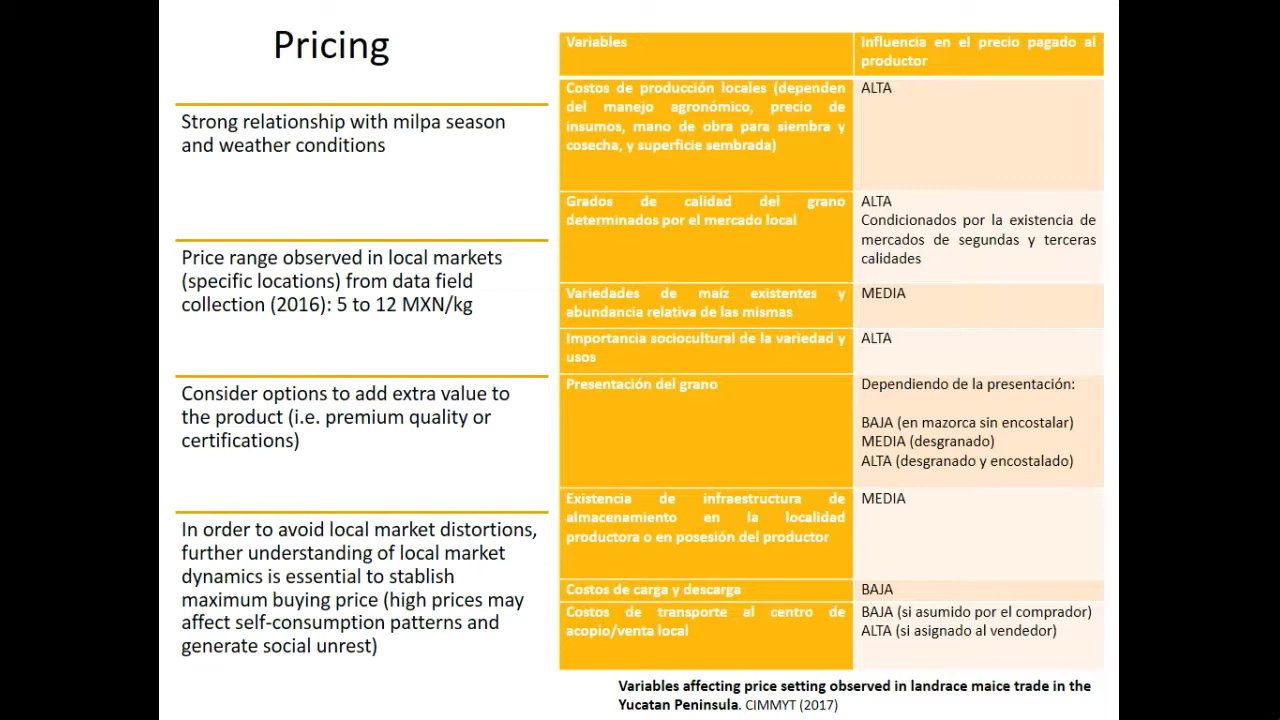 Pricing
Strong relationship with milpa season
and weather conditions
Price range observed in local markets
(specific locations) from data field
collection (2016): 5 to 12 MXN/kg
Consider options to add extra value to
the product (i.e. premium quality or
certifications)
In order to avoid local market distortions,
further understanding of local market
dynamics is essential to stablish
maximum buying price (high prices may
affect self-consumption patterns and
generate social unrest)
Variables
Influencia en el precio pagado al
productor
Costos de producción locales (dependen
del manejo agronómico, precio de
insumos, mano de obra para siembra y
cosecha, y superficie sembrada)
ALTA
Grados de calidad del grano
determinados por el mercado local
ALTA
Condicionados por la existencia de
mercados de segundas y terceras
calidades
Variedades de maíz existentes y
abundancia relativa de las mismas
MEDIA
Importancia sociocultural de la variedad y
usos
ALTA
Presentación del grano
Dependiendo de la presentación:
BAJA (en mazorca sin encostalar)
MEDIA (desgranado)
ALTA (desgranado y encostalado)
Existencia de infraestructura de
almacenamiento en la localidad
productora o en posesión del productor
MEDIA
Costos de carga y descarga
BAJA
Costos de transporte al centro de
acopio/venta local
BAJA (si asumido por el comprador)
ALTA (si asignado al vendedor)
Variables affecting price setting observed in landrace maice trade in the
Yucatan Peninsula. CIMMYT (2017)